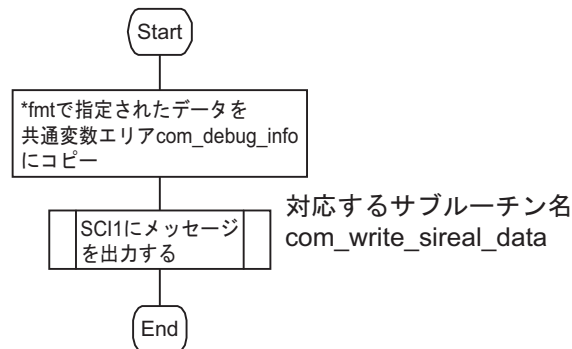 Start
*fmtで指定されたデータを
共通変数エリアcom_debug_info
にコピー
SCI1にメッセージ
を出力する
対応するサブルーチン名
com_write_sireal_data
End